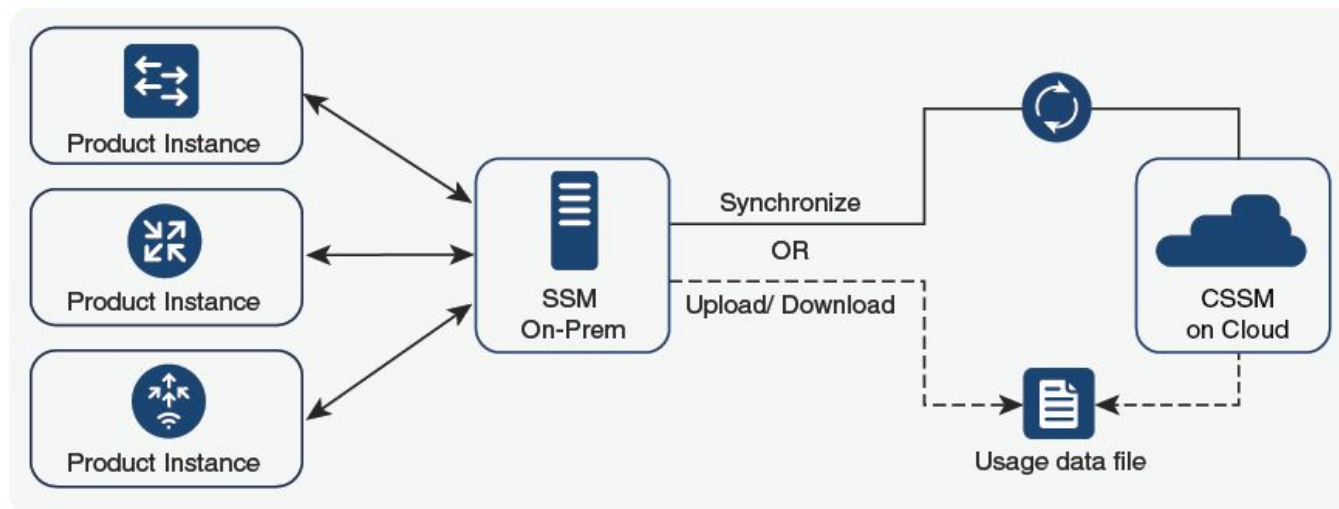 Product Instance
Product Instance
Product Instance
SSM
On-Prem
Synchronize
OR
Upload/ Download
CSSM
on Cloud
Usage data file